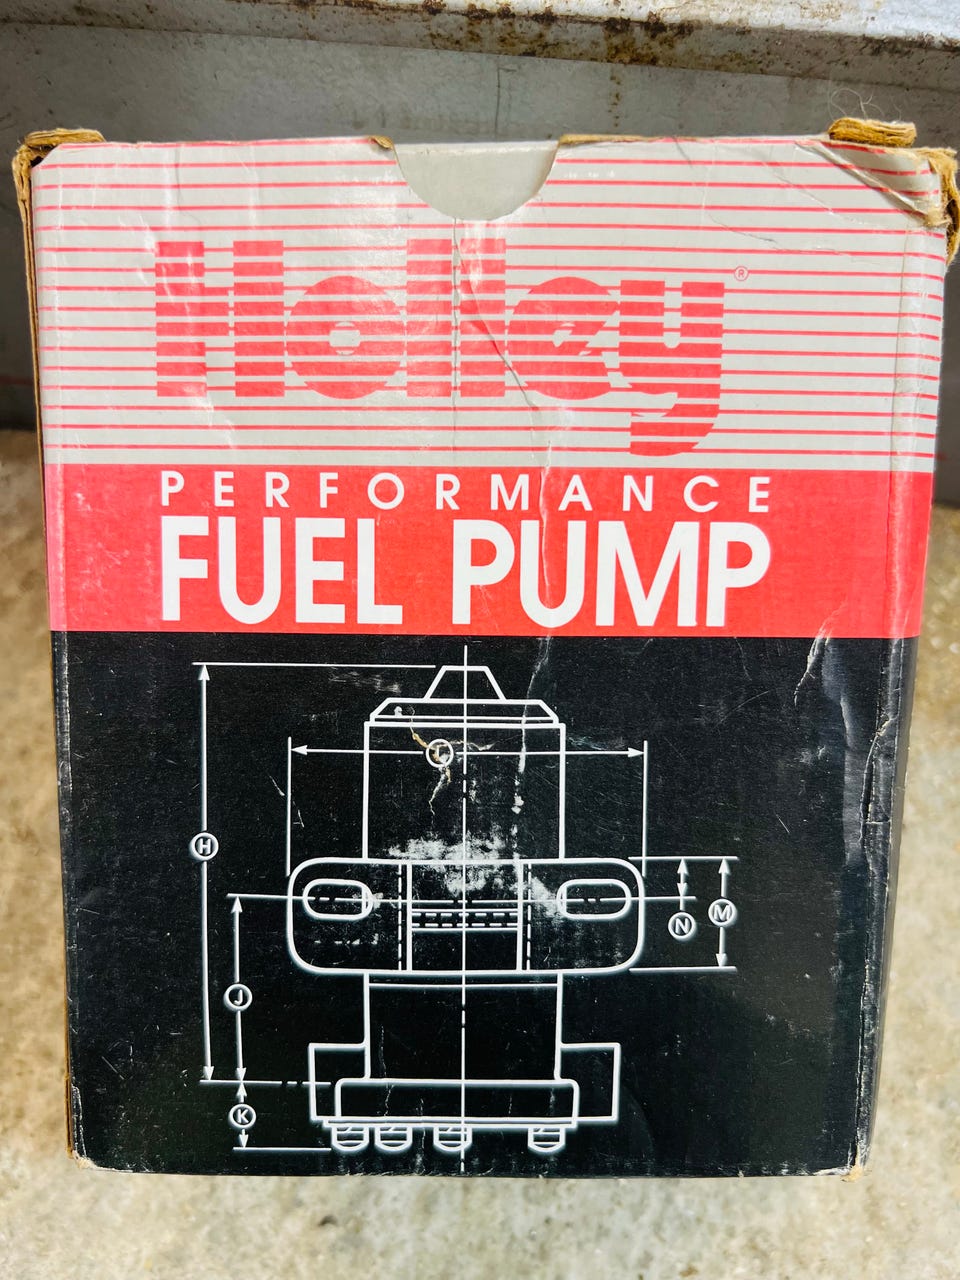 Holley®
PERFORMANCE
FUEL PUMP
L
H
N M
J
K